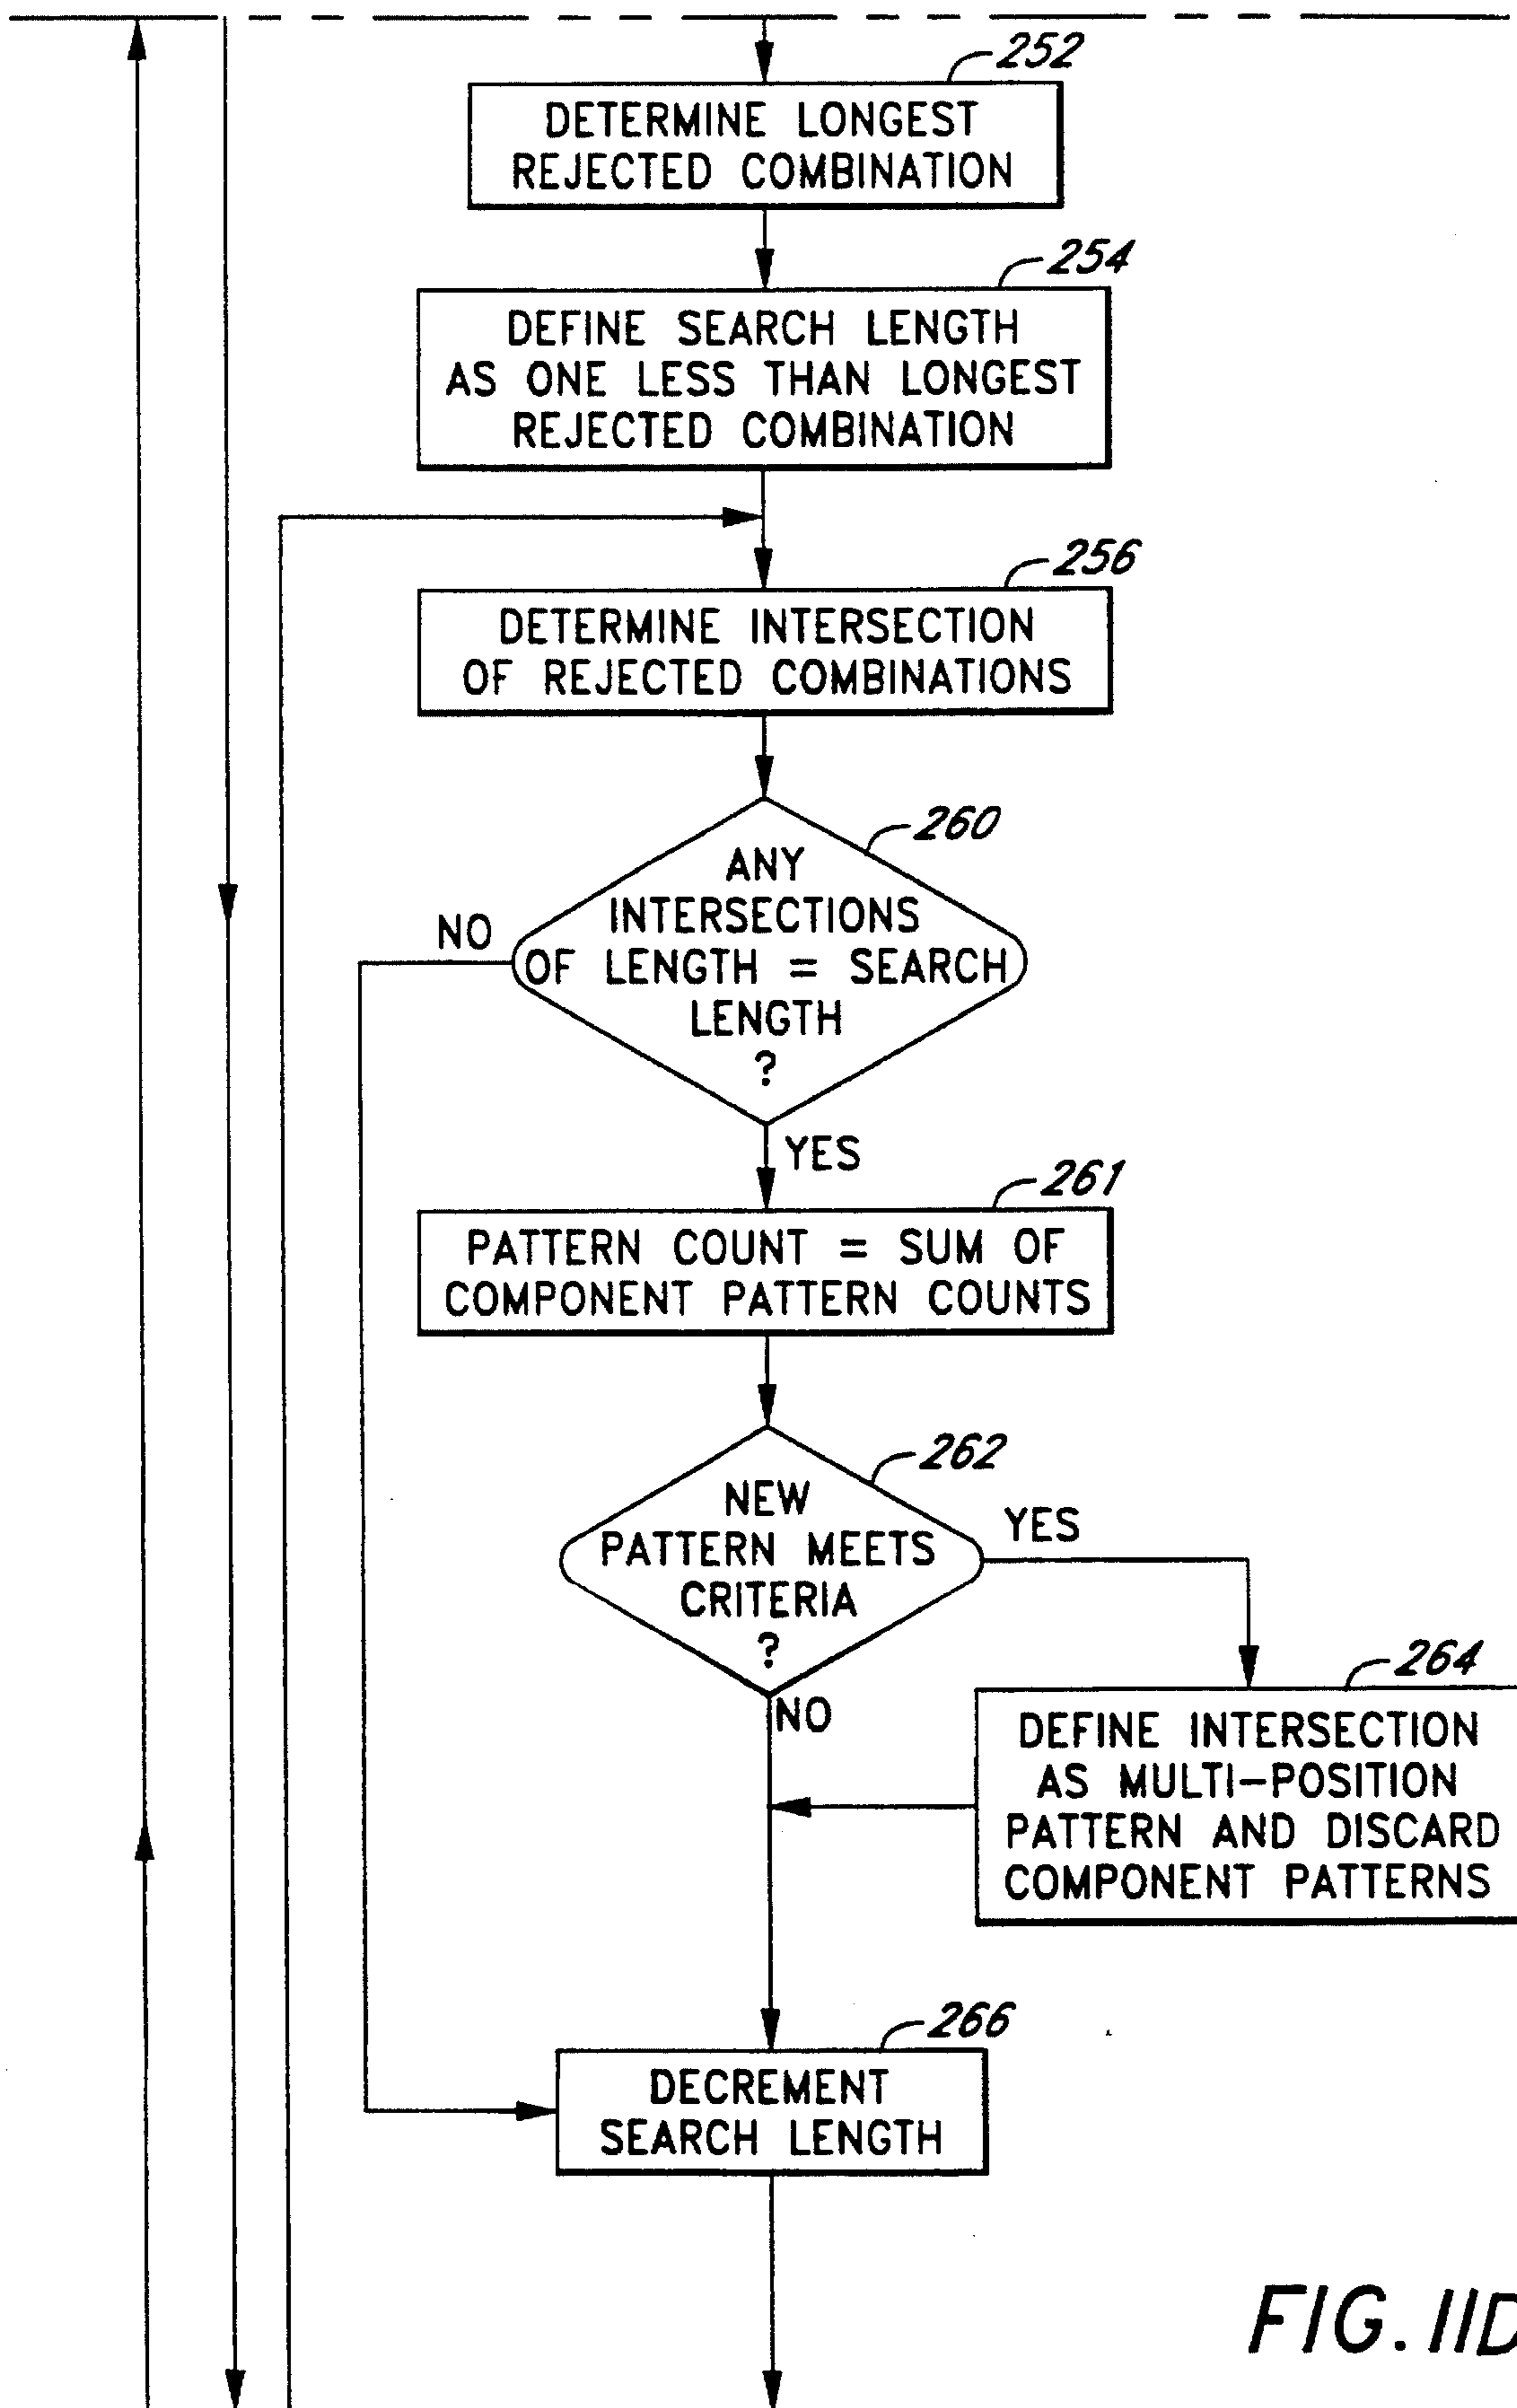 252
DETERMINE LONGEST
REJECTED COMBINATION
254
DEFINE SEARCH LENGTH
AS ONE LESS THAN LONGEST
REJECTED COMBINATION
256
DETERMINE INTERSECTION
OF REJECTED COMBINATIONS
260
ANY
INTERSECTIONS
OF LENGTH = SEARCH
LENGTH
?
NO
YES
261
PATTERN COUNT = SUM OF
COMPONENT PATTERN COUNTS
262
NEW
PATTERN MEETS
CRITERIA
?
YES
NO
264
DEFINE INTERSECTION
AS MULTI-POSITION
PATTERN AND DISCARD
COMPONENT PATTERNS
266
DECREMENT
SEARCH LENGTH
FIG. 11D